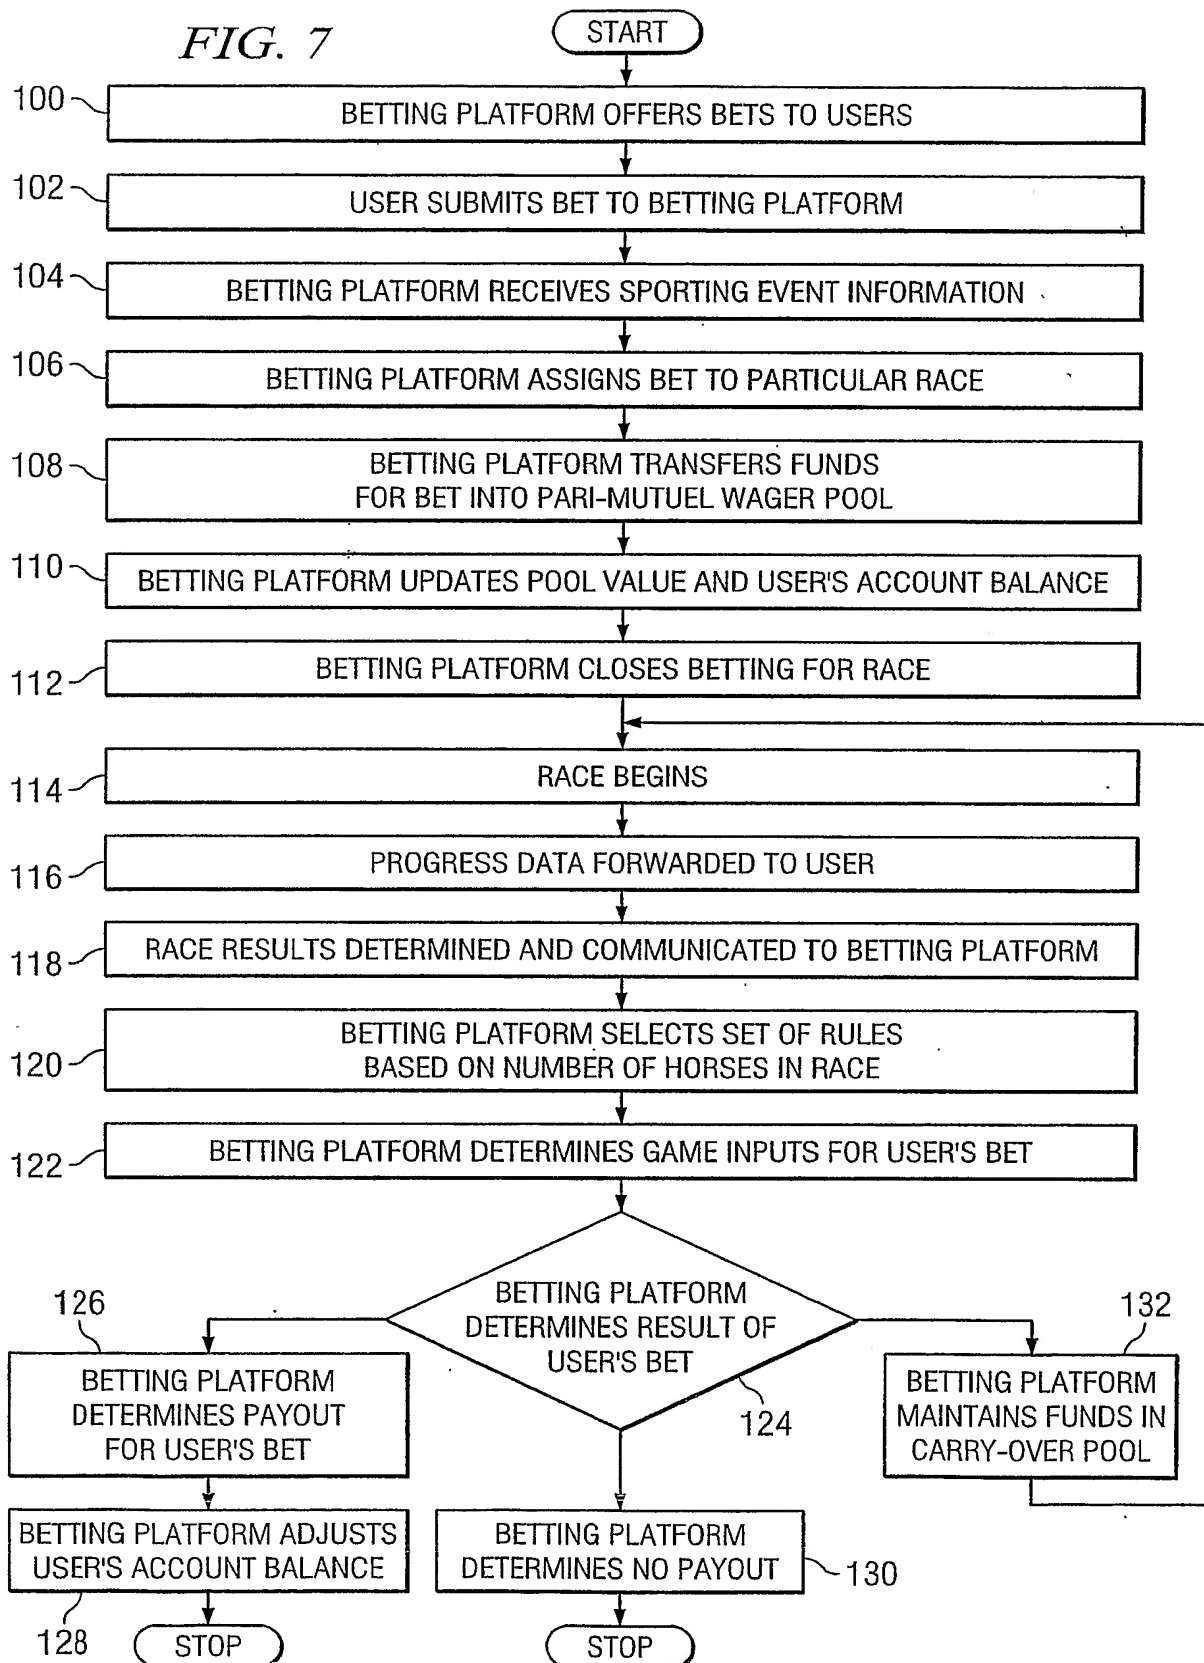 FIG. 7
START
100
BETTING PLATFORM OFFERS BETS TO USERS
102
USER SUBMITS BET TO BETTING PLATFORM
104
BETTING PLATFORM RECEIVES SPORTING EVENT INFORMATION
106
BETTING PLATFORM ASSIGNS BET TO PARTICULAR RACE
108
BETTING PLATFORM TRANSFERS FUNDS
FOR BET INTO PARI-MUTUEL WAGER POOL
110
BETTING PLATFORM UPDATES POOL VALUE AND USER'S ACCOUNT BALANCE
112
BETTING PLATFORM CLOSES BETTING FOR RACE
114
RACE BEGINS
116
PROGRESS DATA FORWARDED TO USER
118
RACE RESULTS DETERMINED AND COMMUNICATED TO BETTING PLATFORM
120
BETTING PLATFORM SELECTS SET OF RULES
BASED ON NUMBER OF HORSES IN RACE
122
BETTING PLATFORM DETERMINES GAME INPUTS FOR USER'S BET
BETTING PLATFORM
DETERMINES RESULT OF
USER'S BET
124
126
BETTING PLATFORM
DETERMINES PAYOUT
FOR USER'S BET
132
BETTING PLATFORM
MAINTAINS FUNDS IN
CARRY-OVER POOL
BETTING PLATFORM ADJUSTS
USER'S ACCOUNT BALANCE
128
STOP
BETTING PLATFORM
DETERMINES NO PAYOUT
130
STOP